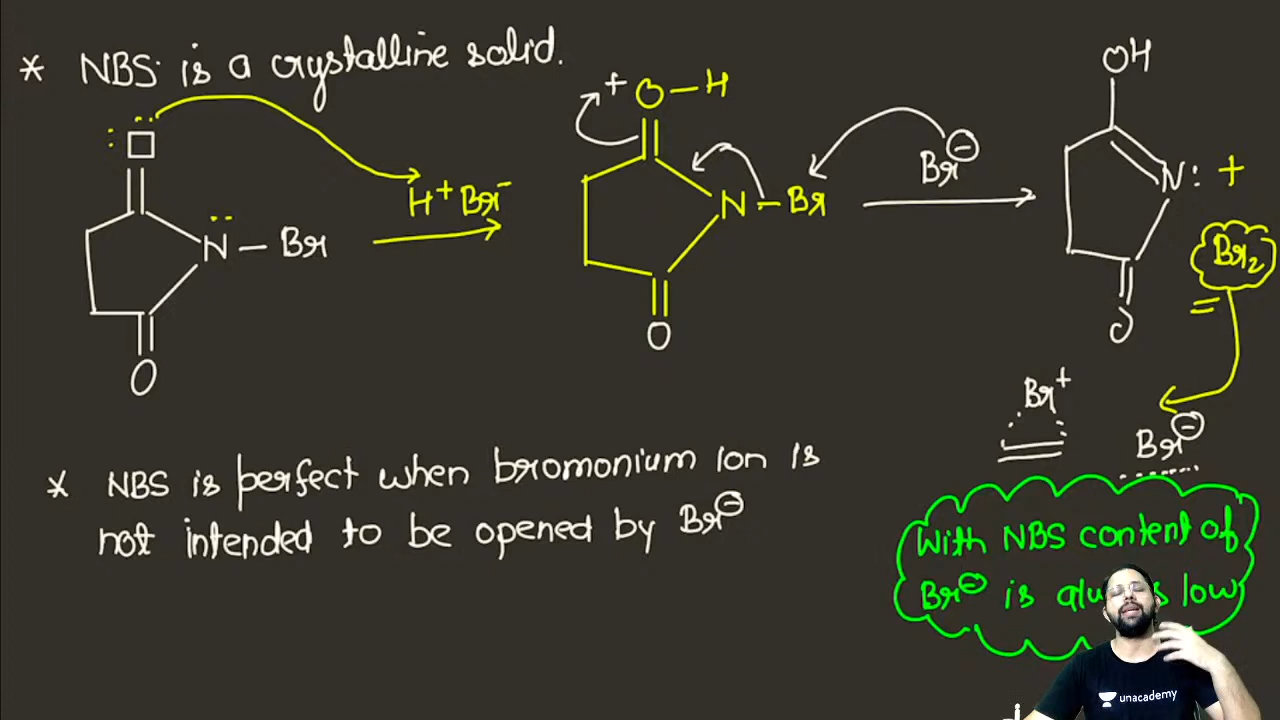 * NBS is a crystalline solid.
OH
+ O – H
: □
H+ Br-
Br⊖
N – Br
N – Br
N: +
Br2
O
O
O
Br+
Br⊖
* NBS is perfect when bromonium ion is
not intended to be opened by Br⊖
With NBS content of
Br⊖ is low
unacademy